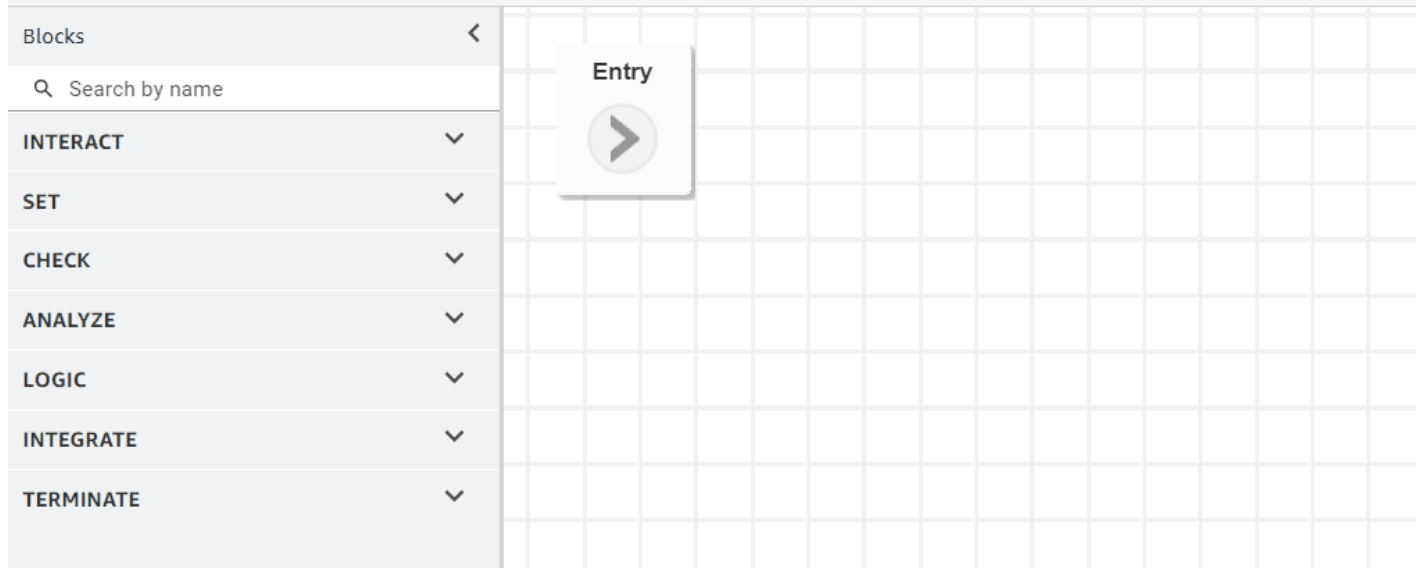 Blocks
Search by name
INTERACT
SET
CHECK
ANALYZE
LOGIC
INTEGRATE
TERMINATE
Entry